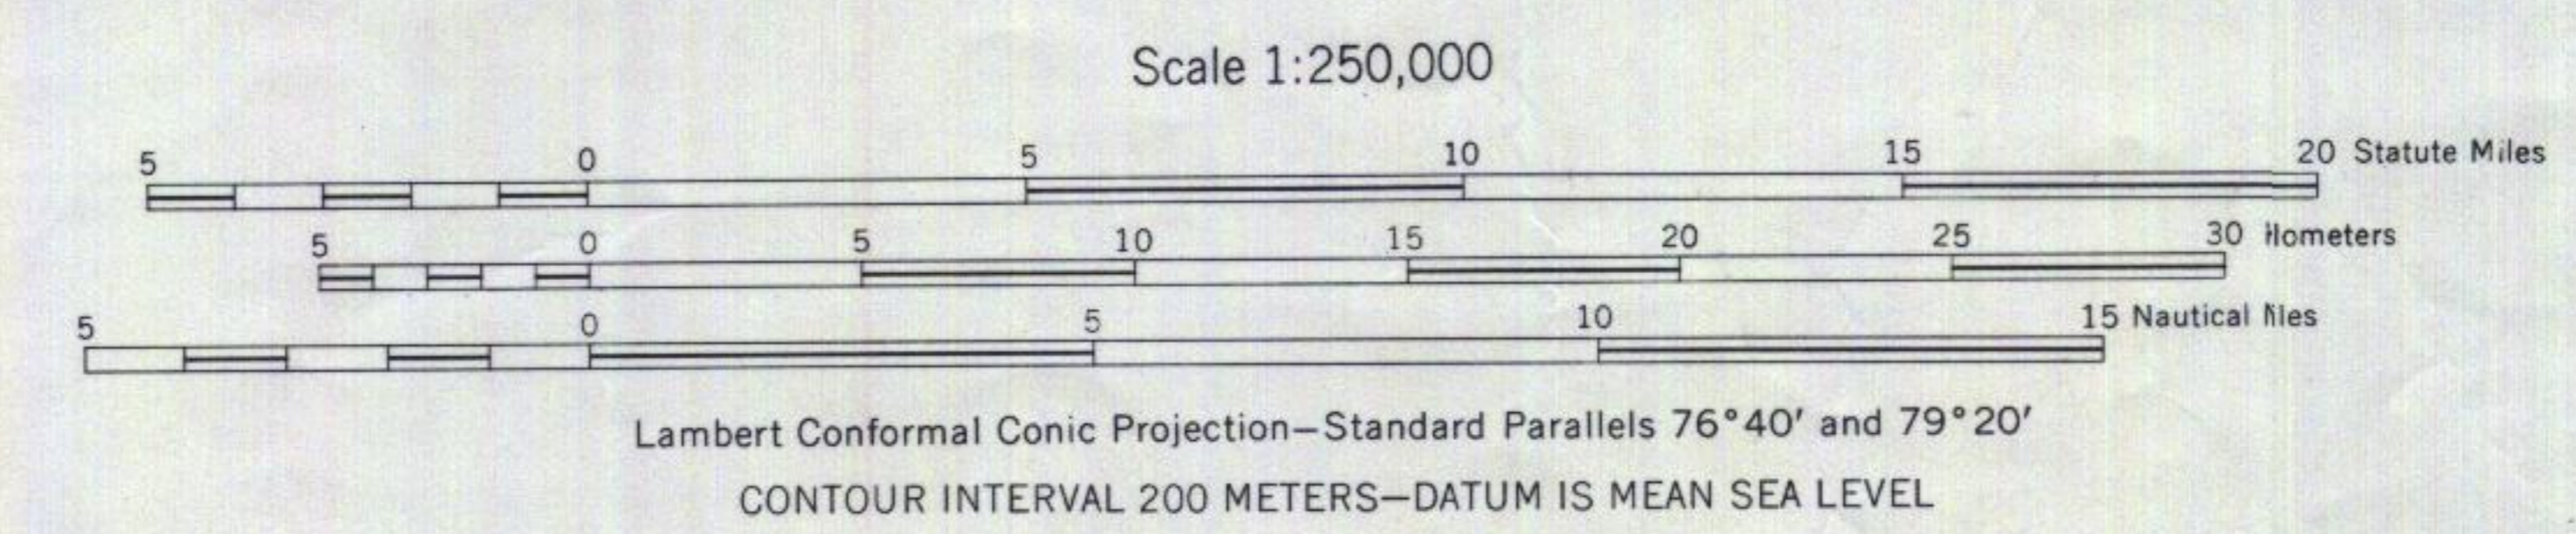 Scale 1:250,000
5 0 5 10 15 20 Statute Miles
5 0 5 10 15 20 25 30 Ilometers
5 0 5 10 15 Nautical
Lambert Conformal Conic Projection—Standard Parallels 76°40′ and 79°20′
CONTOUR INTERVAL 200 METERS—DATUM IS MEAN SEA LEVEL